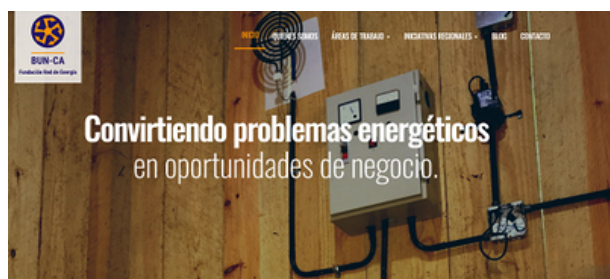 BUN-CA
Fundación Red de Energía
INICIO QUIENES SOMOS ÁREAS DE TRABAJO INICIATIVAS REGIONALES BLOG CONTACTO
Convirtiendo problemas energéticos
en oportunidades de negocio.